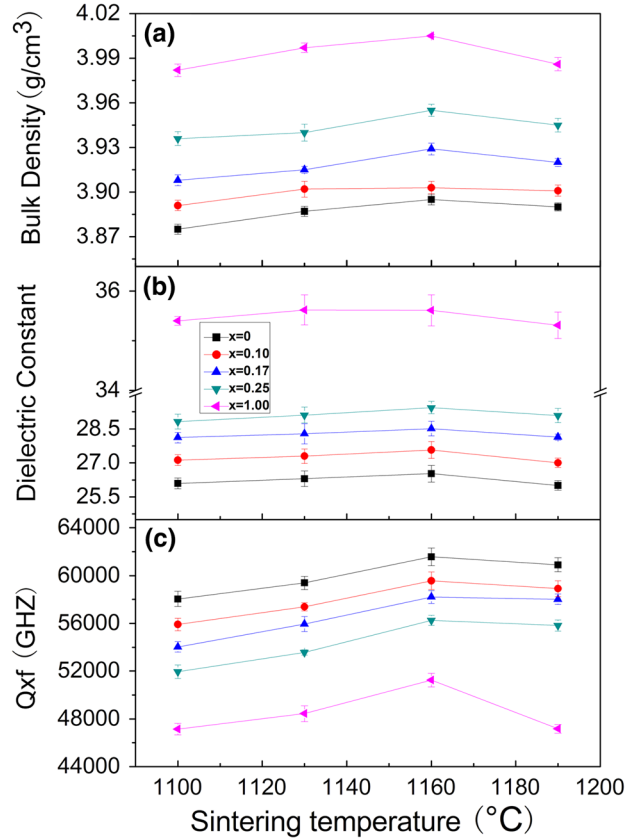 (a)
Bulk Density (g/cm³)
4.02
3.99
3.96
3.93
3.90
3.87
(b)
Dielectric Constant
36
34
28.5
27.0
25.5
x=0
x=0.10
x=0.17
x=0.25
x=1.00
(c)
Qxf (GHZ)
64000
60000
56000
52000
48000
44000
1100 1120 1140 1160 1180 1200
Sintering temperature (°C)